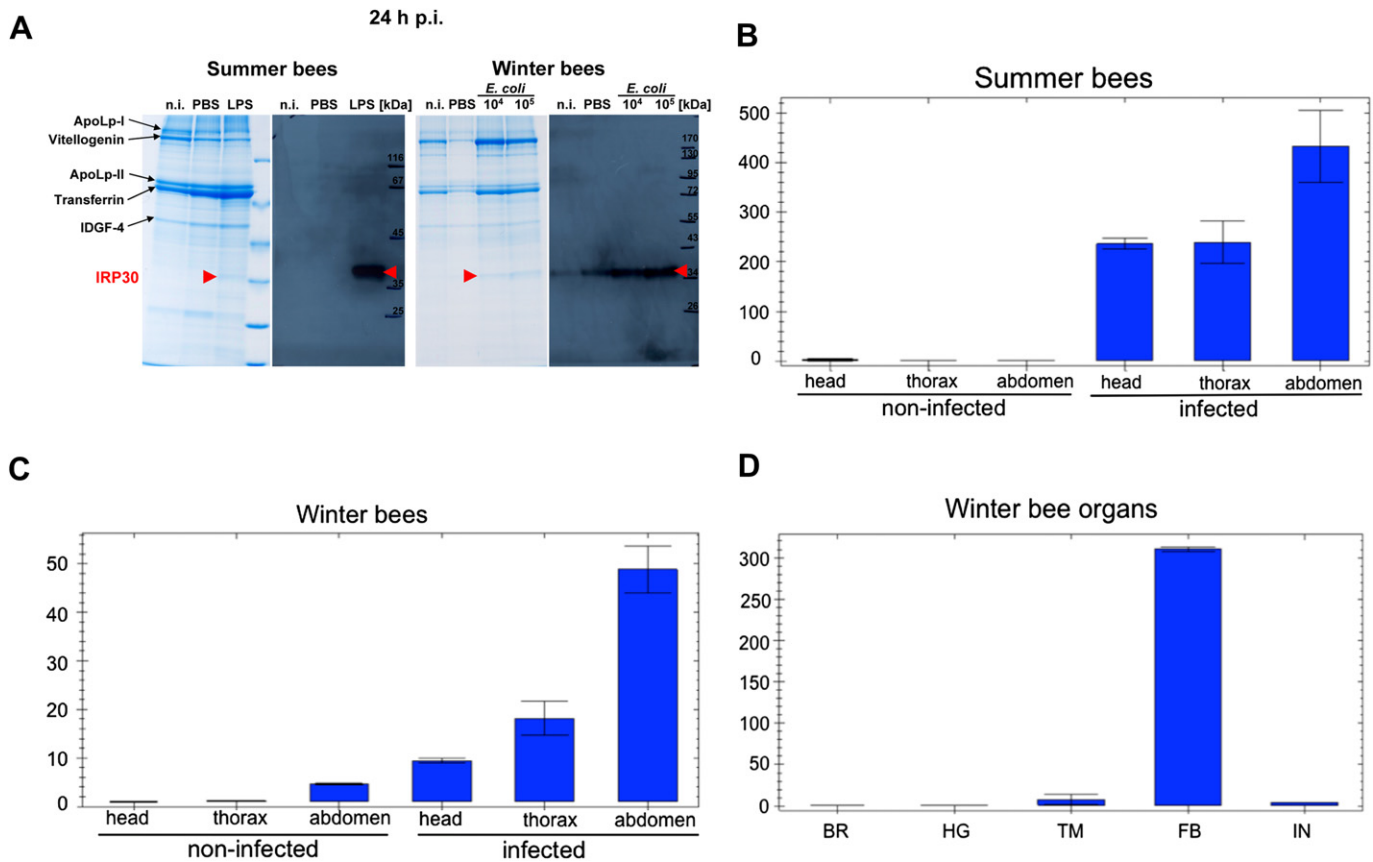 A
24 h p.i.
Summer bees
Winter bees
E. coli
E. coli
n.i. PBS LPS
n.i. PBS LPS [kDa]
n.i. PBS 10⁴ 10⁵
n.i. PBS 10⁴ 10⁵ [kDa]
ApoLp-I
Vitellogenin
ApoLp-II
Transferrin
IDGF-4
IRP30
116
67
45
35
25
170
130
95
72
55
43
34
26
B
Summer bees
500
400
300
200
100
0
head thorax abdomen head thorax abdomen
non-infected infected
C
Winter bees
50
40
30
20
10
0
head thorax abdomen head thorax abdomen
non-infected infected
D
Winter bee organs
300
250
200
150
100
50
0
BR HG TM FB IN